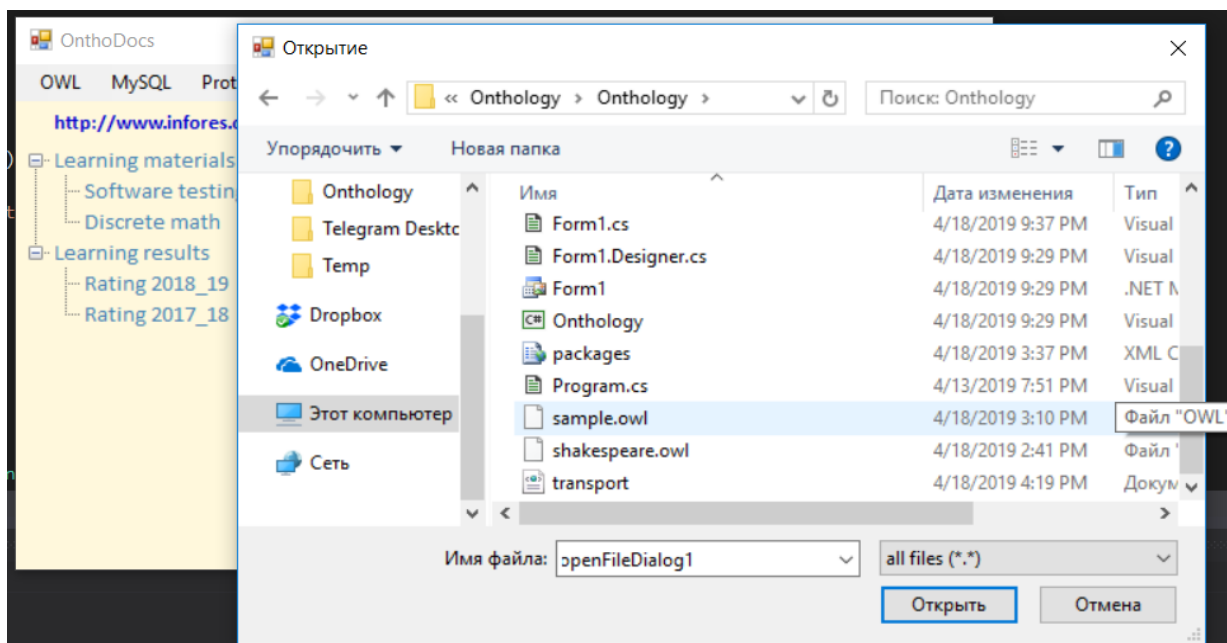 OnthoDocs
OWL MySQL Prot
http://www.infores.
Learning materials
Software testin
Discrete math
Learning results
Rating 2018_19
Rating 2017_18
Открытие
« Onthology › Onthology ›
Поиск: Onthology
Упорядочить
Новая папка
Onthology
Telegram Deskto
Temp
Dropbox
OneDrive
Этот компьютер
Сеть
Имя Дата изменения Тип
Form1.cs 4/18/2019 9:37 PM Visual
Form1.Designer.cs 4/18/2019 9:29 PM Visual
Form1 4/18/2019 9:29 PM .NET M
Onthology 4/18/2019 9:29 PM Visual
packages 4/18/2019 3:37 PM XML C
Program.cs 4/13/2019 7:51 PM Visual
sample.owl 4/18/2019 3:10 PM Файл "OWL"
shakespeare.owl 4/18/2019 2:41 PM Файл "
transport 4/18/2019 4:19 PM Докум
Имя файла: openFileDialog1 all files (*.*)
Открыть Отмена